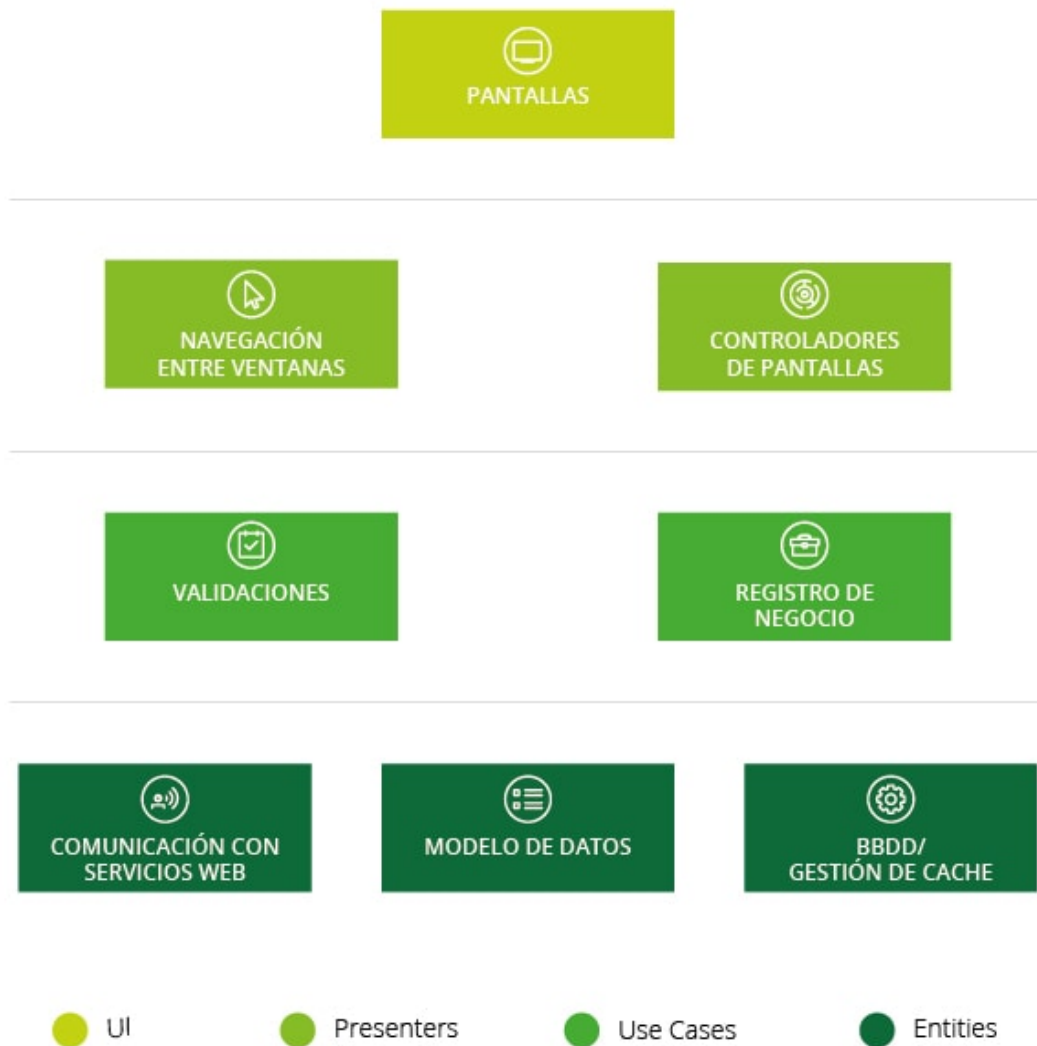 PANTALLAS
NAVEGACIÓN
ENTRE VENTANAS
CONTROLADORES
DE PANTALLAS
VALIDACIONES
REGISTRO DE
NEGOCIO
COMUNICACIÓN CON
SERVICIOS WEB
MODELO DE DATOS
BBDD/
GESTIÓN DE CACHE
UI
Presenters
Use Cases
Entities